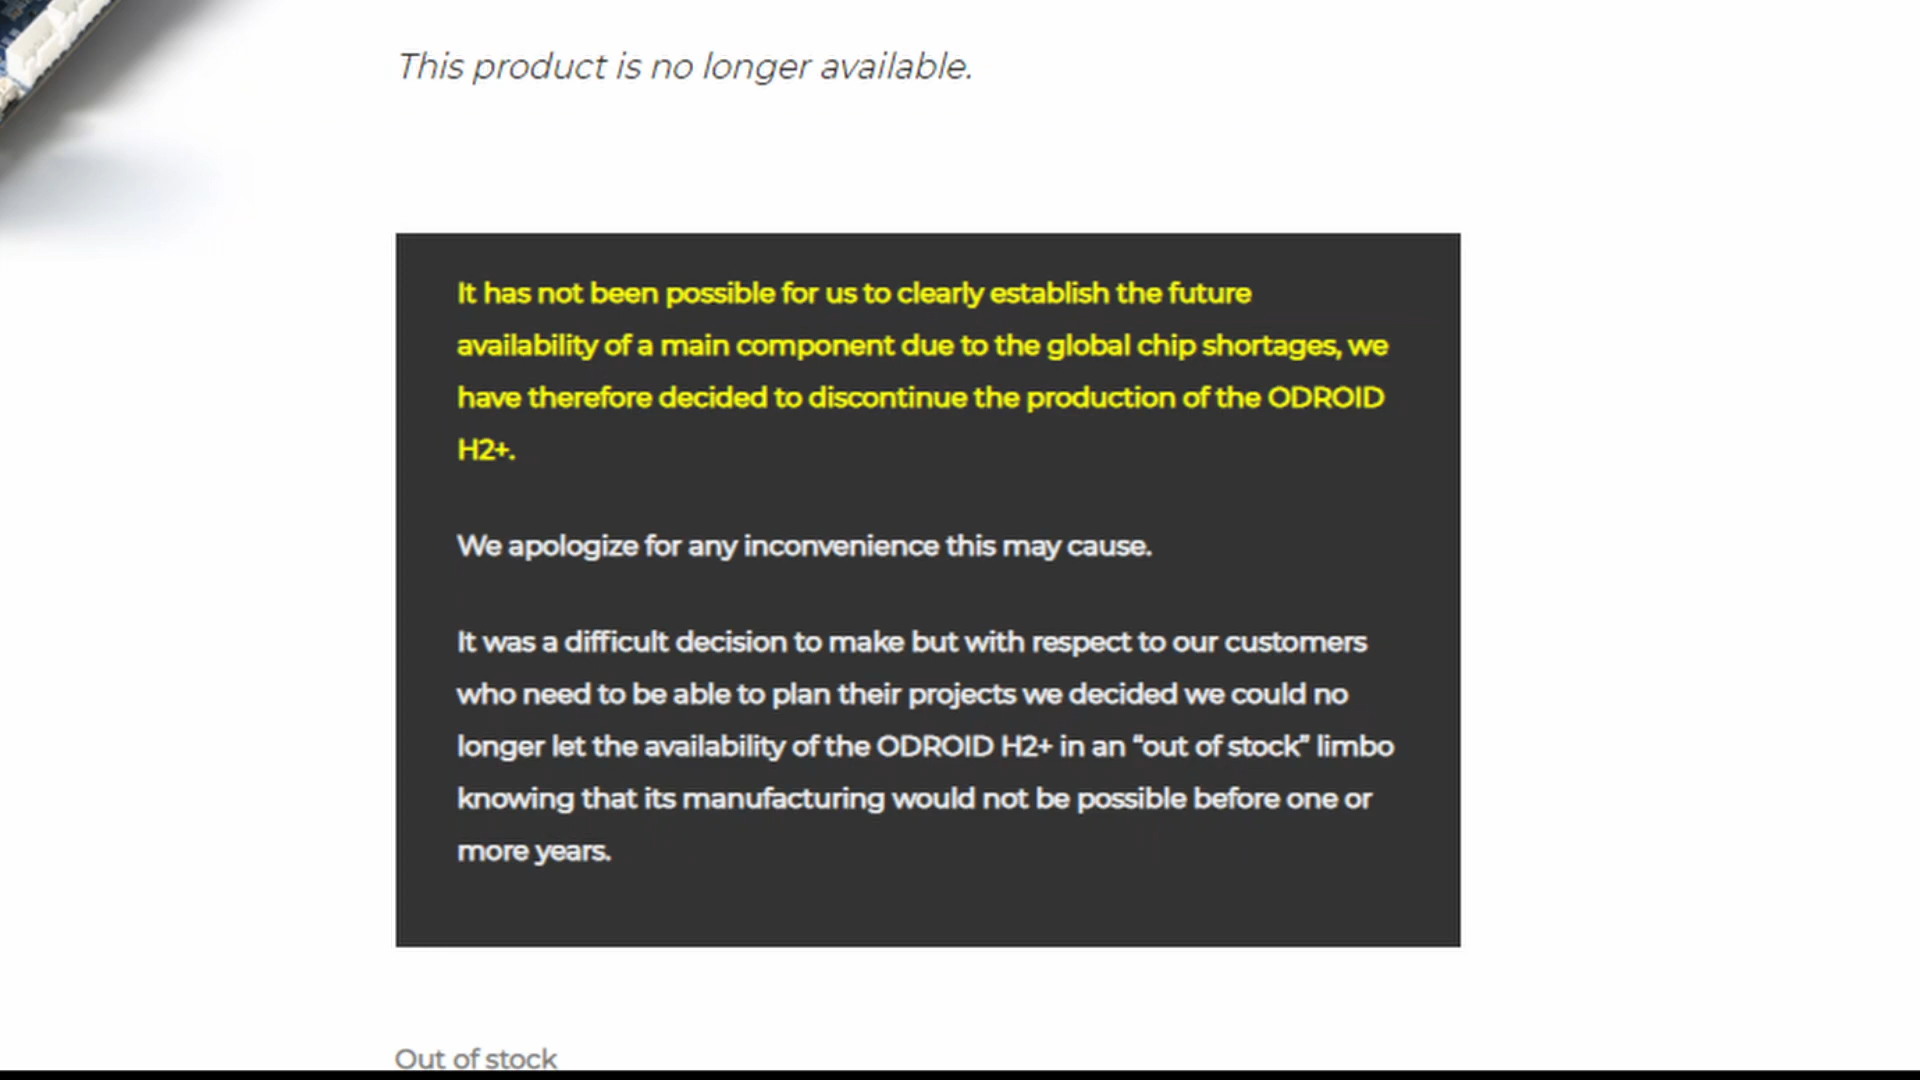 This product is no longer available.
It has not been possible for us to clearly establish the future
availability of a main component due to the global chip shortages, we
have therefore decided to discontinue the production of the ODROID
H2+.
We apologize for any inconvenience this may cause.
It was a difficult decision to make but with respect to our customers
who need to be able to plan their projects we decided we could no
longer let the availability of the ODROID H2+ in an “out of stock” limbo
knowing that its manufacturing would not be possible before one or
more years.
Out of stock